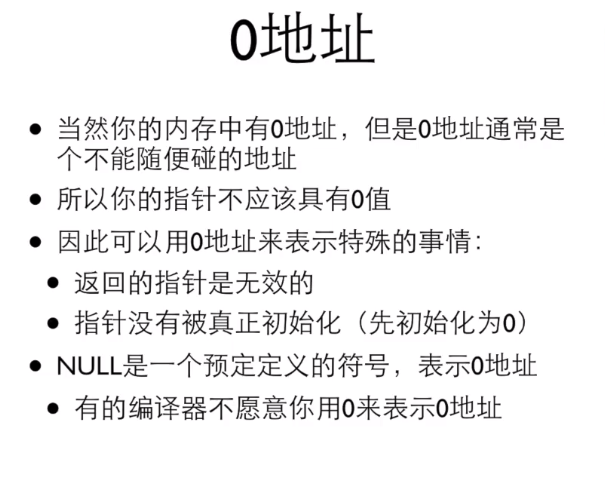 0地址
• 当然你的内存中有0地址，但是0地址通常是
个不能随便碰的地址
• 所以你的指针不应该具有0值
• 因此可以用0地址来表示特殊的事情：
• 返回的指针是无效的
• 指针没有被真正初始化（先初始化为0）
• NULL是一个预定定义的符号，表示0地址
• 有的编译器不愿意你用0来表示0地址